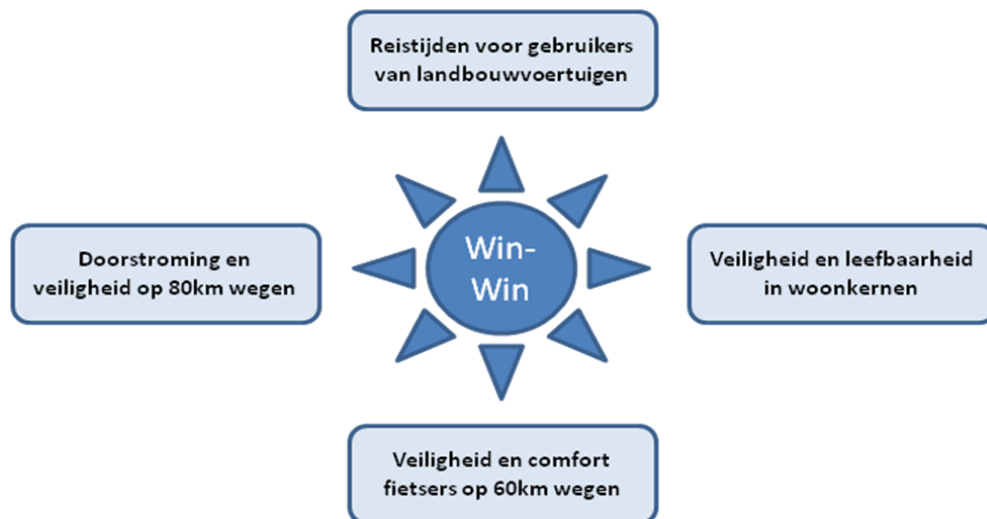 Reistijden voor gebruikers
van landbouwvoertuigen
Doorstroming en
veiligheid op 80km wegen
Win-
Win
Veiligheid en leefbaarheid
in woonkernen
Veiligheid en comfort
fietsers op 60km wegen